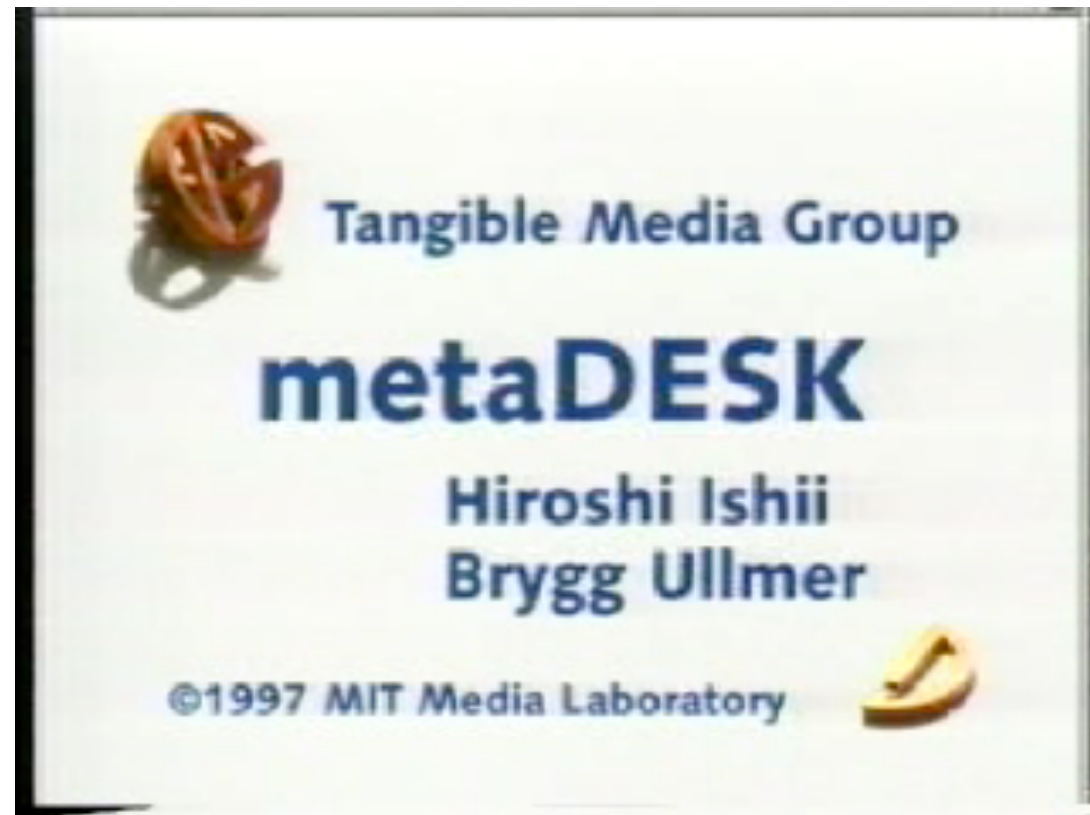 Tangible Media Group
metaDESK
Hiroshi Ishii
Brygg Ullmer
©1997 MIT Media Laboratory